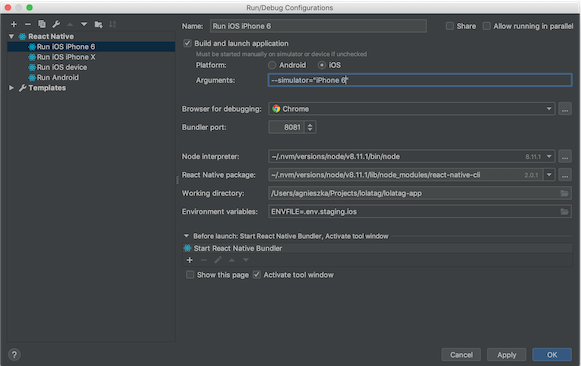 Run/Debug Configurations
Name: Run iOS iPhone 6 Share Allow running in parallel
React Native
Run iOS iPhone 6
Run iOS iPhone X
Run iOS device
Run Android
Templates
Build and launch application
Must be started manually on simulator or device if unchecked
Platform: Android iOS
Arguments: --simulator="iPhone 6"
Browser for debugging: Chrome ...
Bundler port: 8081
Node interpreter: ~/.nvm/versions/node/v8.11.1/bin/node 8.11.1 ...
React Native package: ~/.nvm/versions/node/v8.11.1/lib/node_modules/react-native-cli 2.0.1 ...
Working directory: /Users/agnieszka/Projects/lolatag/lolatag-app
Environment variables: ENVFILE=.env.staging.ios
Before launch: Start React Native Bundler, Activate tool window
Start React Native Bundler
Show this page Activate tool window
? Cancel Apply OK